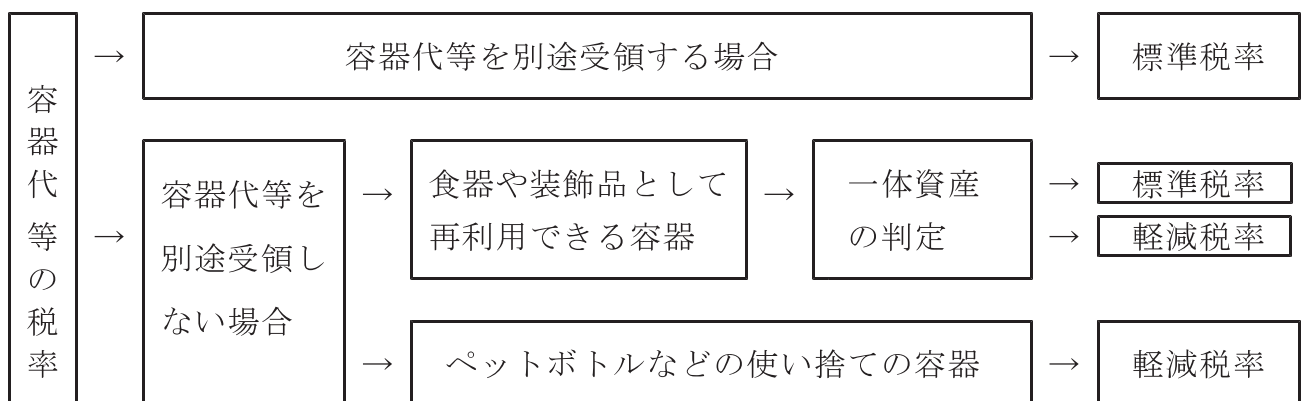 容器代等の税率
→
容器代等を別途受領する場合
→
標準税率
→
容器代等を
別途受領し
ない場合
→
食器や装飾品として
再利用できる容器
→
一体資産
の判定
→
標準税率
→
軽減税率
→
ペットボトルなどの使い捨ての容器
→
軽減税率